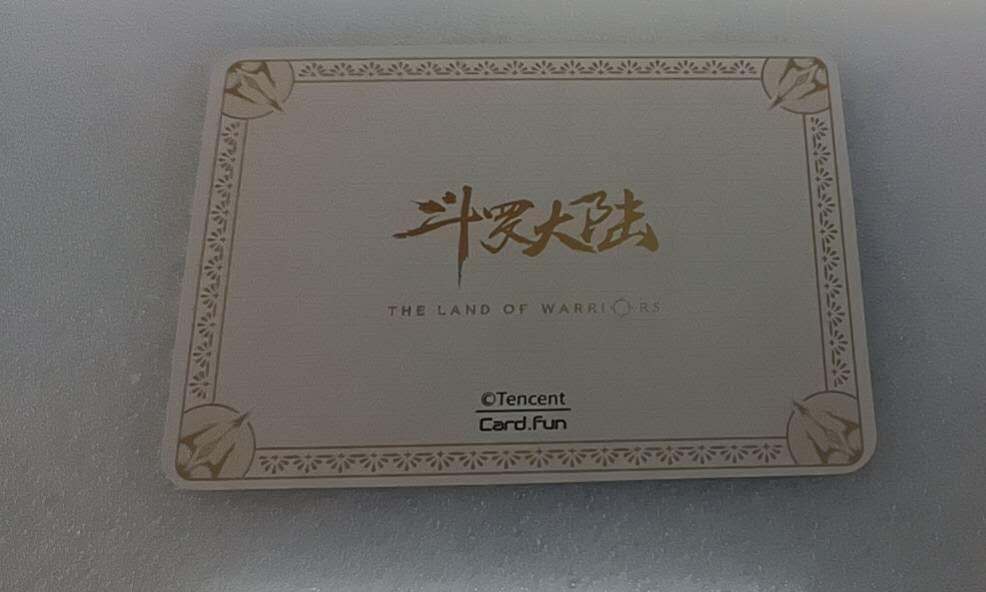 斗罗大陆
THE LAND OF WARRIORS
©Tencent
Card.Fun